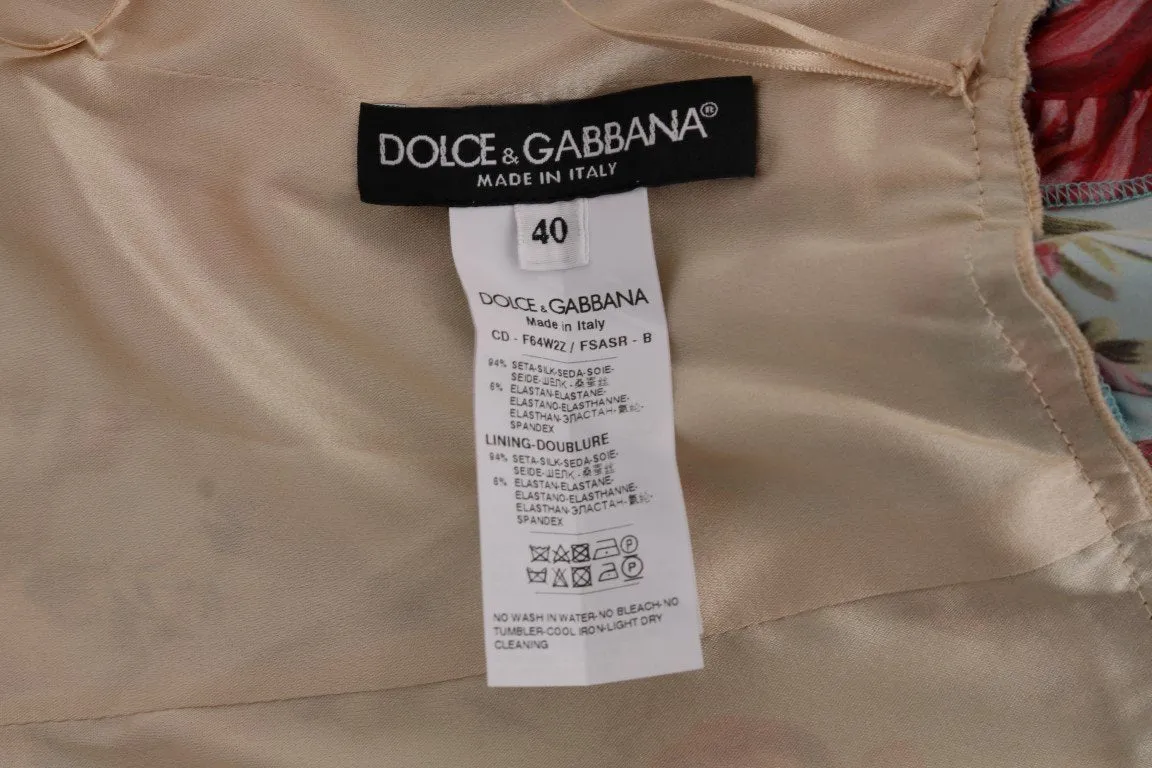 DOLCE & GABBANA®
MADE IN ITALY
40
DOLCE & GABBANA
Made in Italy
CD - F64W2Z / FSASR - B
94% SETA-SILK-SEDA-SOIE-
SEIDE-ШЕЛК-桑蚕丝
6% ELASTAN-ELASTANE-
ELASTANO-ELASTHANNE-
ELASTHAN-ЭЛАСТАН-氨纶-
SPANDEX
LINING-DOUBLURE
94% SETA-SILK-SEDA-SOIE-
SEIDE-ШЕЛК-桑蚕丝
6% ELASTAN-ELASTANE-
ELASTANO-ELASTHANNE-
ELASTHAN-ЭЛАСТАН-氨纶-
SPANDEX
P
P
NO WASH IN WATER-NO BLEACH-NO
TUMBLER-COOL IRON-LIGHT DRY
CLEANING